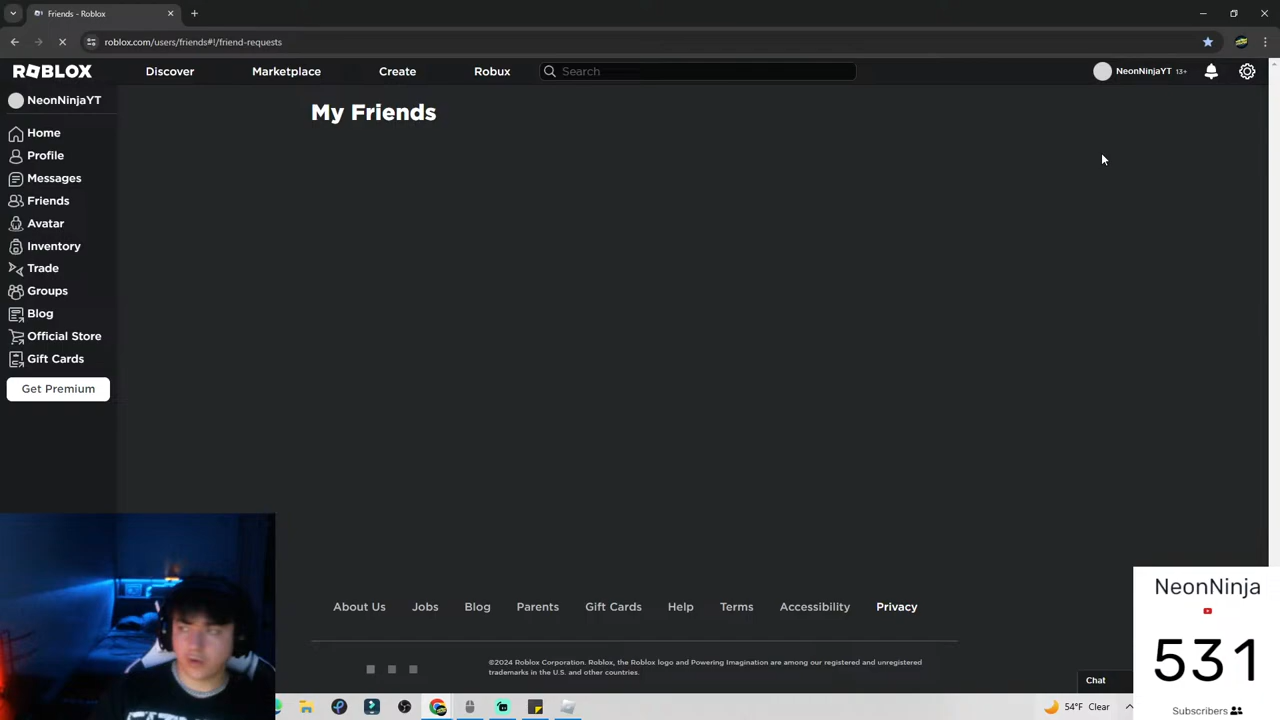 Friends - Roblox
roblox.com/users/friends#!/friend-requests
ROBLOX
Discover
Marketplace
Create
Robux
Search
NeonNinjaYT 13+
NeonNinjaYT
Home
Profile
Messages
Friends
Avatar
Inventory
Trade
Groups
Blog
Official Store
Gift Cards
Get Premium
My Friends
About Us
Jobs
Blog
Parents
Gift Cards
Help
Terms
Accessibility
Privacy
©2024 Roblox Corporation. Roblox, the Roblox logo and Powering Imagination are among our registered and unregistered
trademarks in the U.S. and other countries.
Chat
NeonNinja
531
Subscribers
54°F Clear